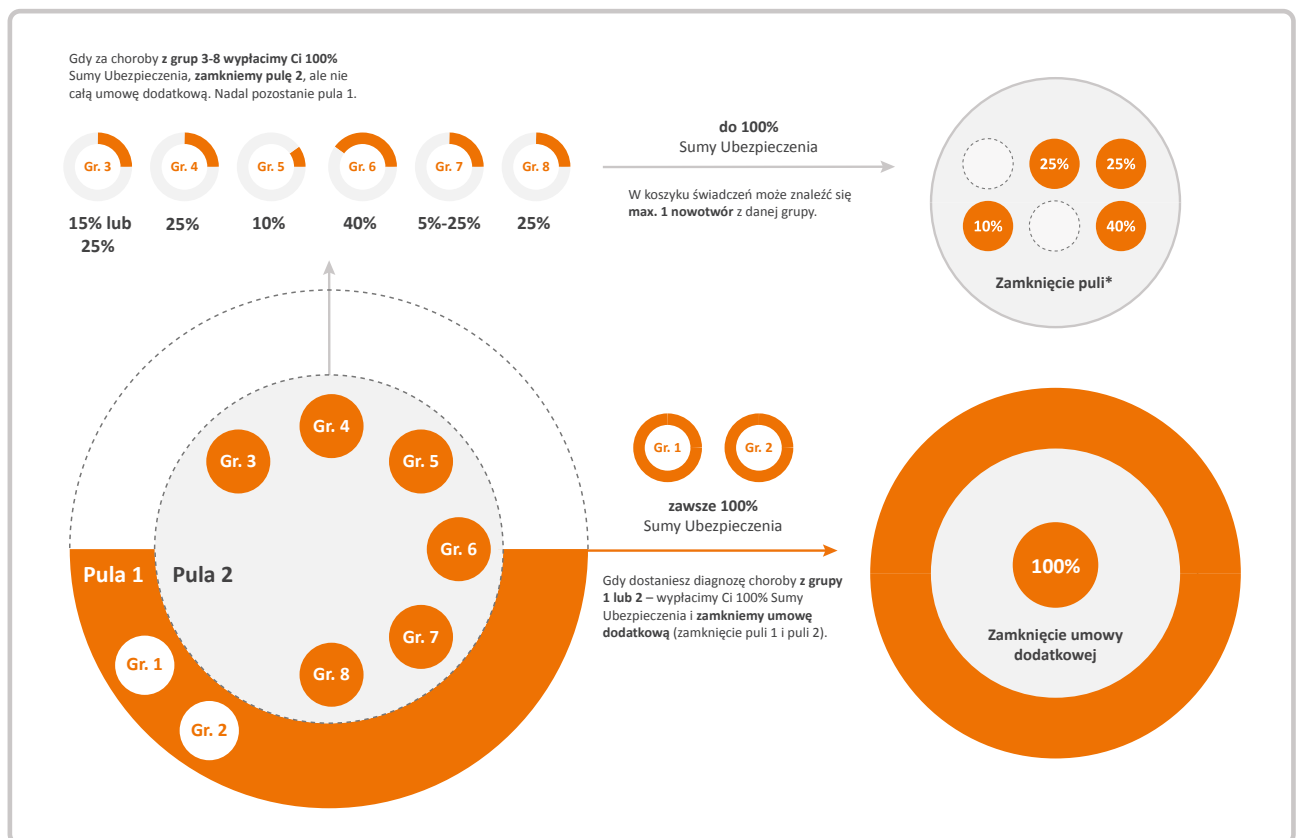 Gdy za choroby z grup 3-8 wypłacimy Ci 100%
Sumy Ubezpieczenia, zamkniemy pulę 2, ale nie
całą umowę dodatkową. Nadal pozostanie pula 1.
Gr. 3
Gr. 4
Gr. 5
Gr. 6
Gr. 7
Gr. 8
15% lub
25%
25%
10%
40%
5%-25%
25%
do 100%
Sumy Ubezpieczenia
W koszyku świadczeń może znaleźć się
max. 1 nowotwór z danej grupy.
25%
25%
10%
40%
Zamknięcie puli*
Gr. 4
Gr. 3
Gr. 5
Gr. 6
Pula 1
Pula 2
Gr. 7
Gr. 1
Gr. 8
Gr. 2
Gr. 1
Gr. 2
zawsze 100%
Sumy Ubezpieczenia
Gdy dostaniesz diagnozę choroby z grupy
1 lub 2 – wypłacimy Ci 100% Sumy
Ubezpieczenia i zamkniemy umowę
dodatkową (zamknięcie puli 1 i puli 2).
100%
Zamknięcie umowy
dodatkowej